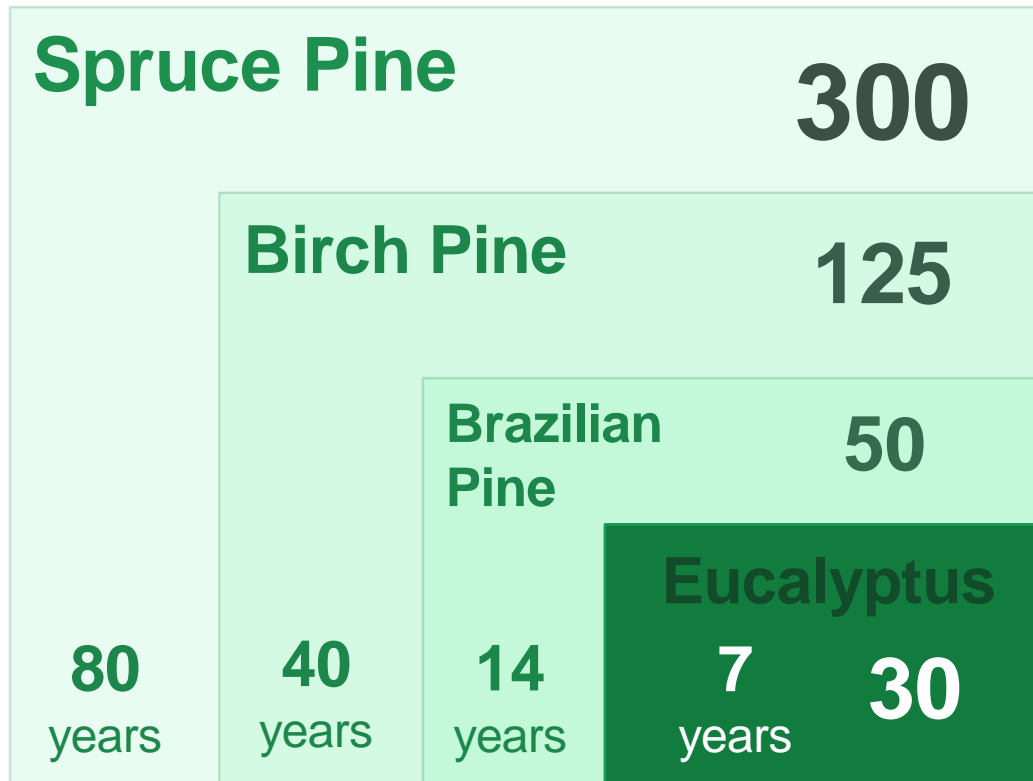 Spruce Pine
300
Birch Pine
125
Brazilian
Pine
50
Eucalyptus
80
years
40
years
14
years
7
years
30